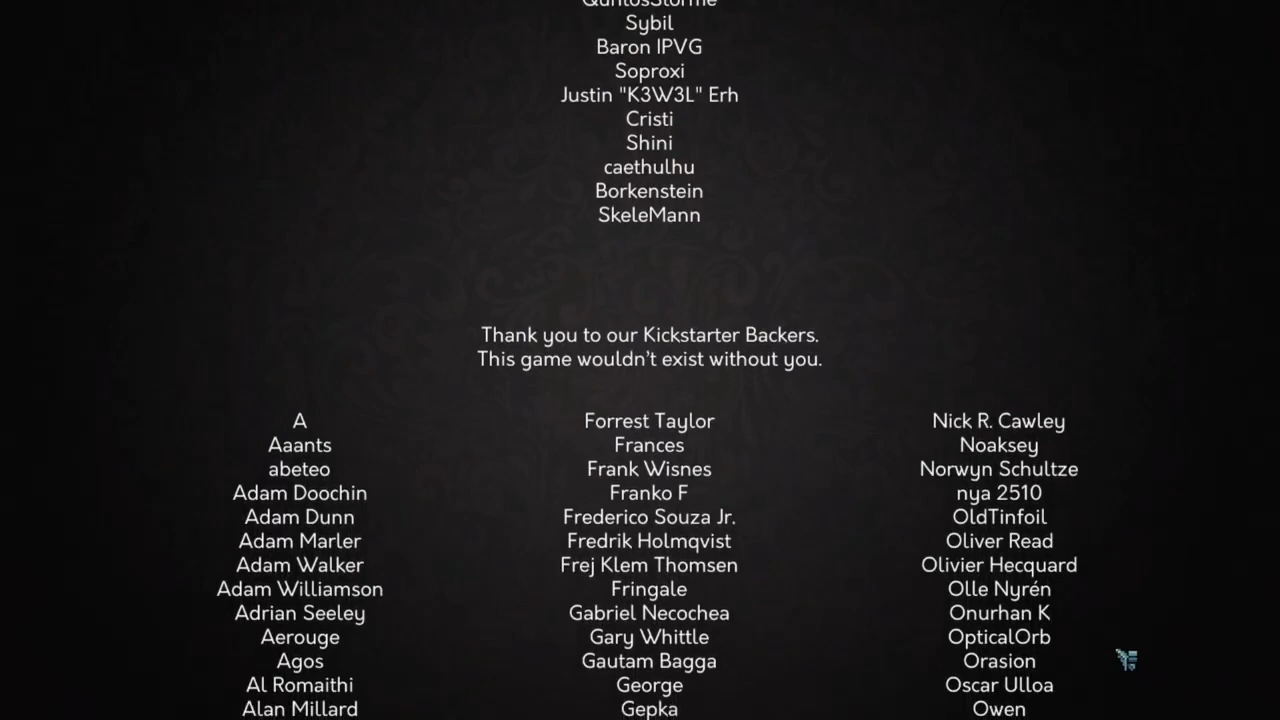 Sybil
Baron IPVG
Soproxi
Justin "K3W3L" Erh
Cristi
Shini
caethulhu
Borkenstein
SkeleMann
Thank you to our Kickstarter Backers.
This game wouldn't exist without you.
A
Aaants
abeteo
Adam Doochin
Adam Dunn
Adam Marler
Adam Walker
Adam Williamson
Adrian Seeley
Aerouge
Agos
Al Romaithi
Alan Millard
Forrest Taylor
Frances
Frank Wisnes
Franko F
Frederico Souza Jr.
Fredrik Holmqvist
Frej Klem Thomsen
Fringale
Gabriel Necochea
Gary Whittle
Gautam Bagga
George
Gepka
Nick R. Cawley
Noaksey
Norwyn Schultze
nya 2510
OldTinfoil
Oliver Read
Olivier Hecquard
Olle Nyrén
Onurhan K
OpticalOrb
Orasion
Oscar Ulloa
Owen